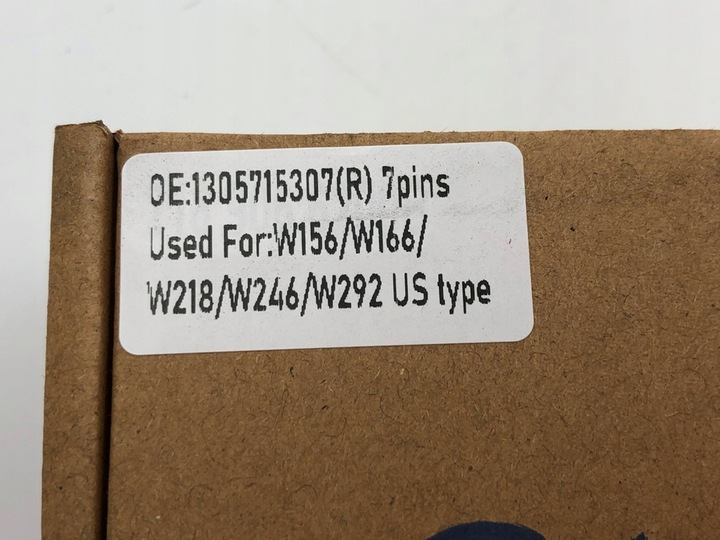 OE:1305715307(R) 7pins
Used For:W156/W166/
W218/W246/W292 US type